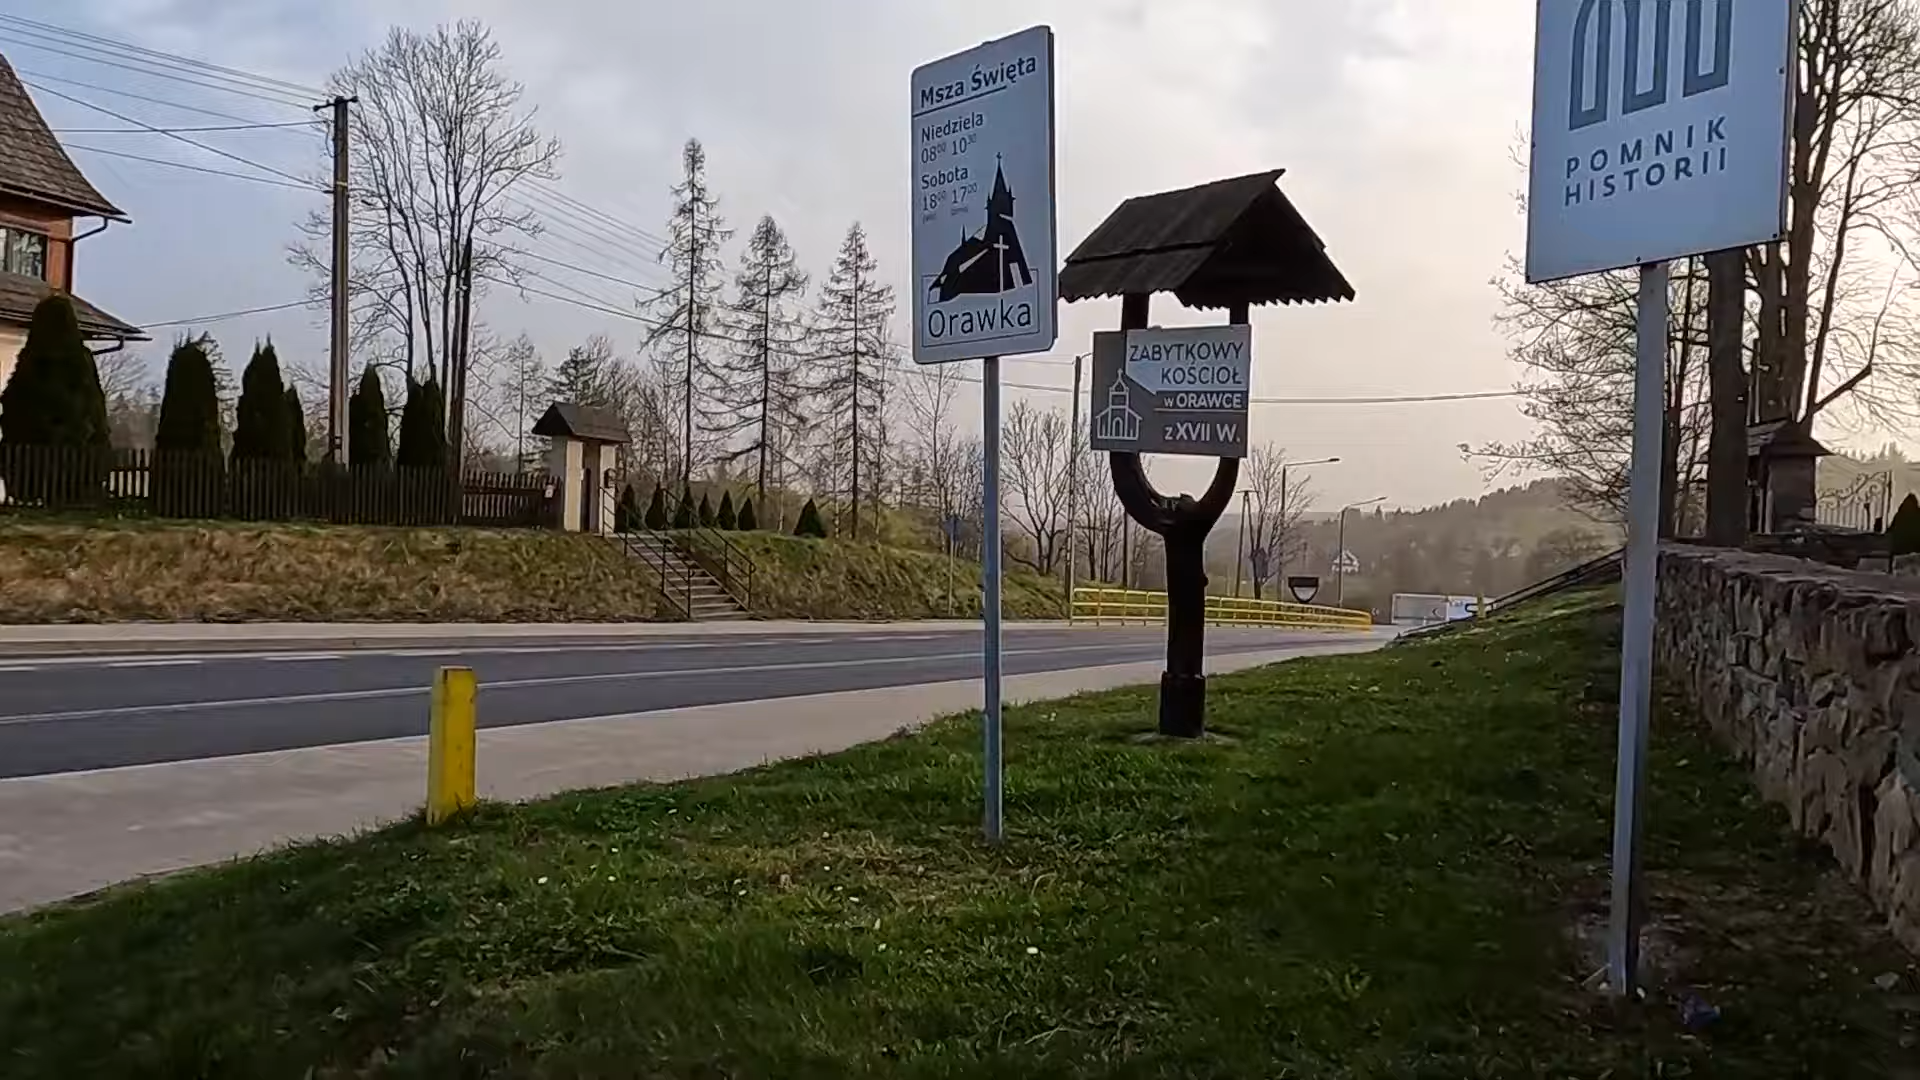 Msza Święta
Niedziela
08⁰⁰ 10³⁰
Sobota
18⁰⁰ 17⁰⁰
Orawka
ZABYTKOWY
KOŚCIÓŁ
w ORAWCE
z XVII W.
POMNIK
HISTORII